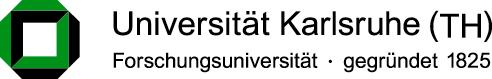 Universität Karlsruhe (TH)
Forschungsuniversität · gegründet 1825